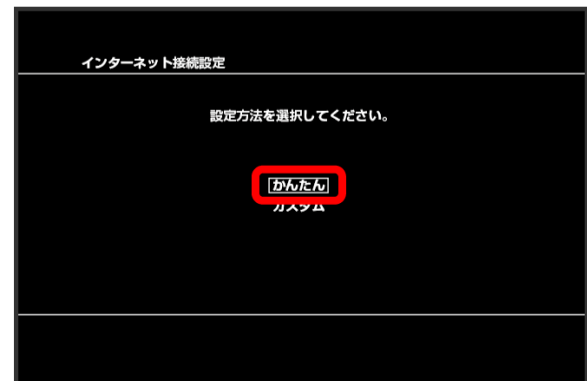 インターネット接続設定
設定方法を選択してください。
かんたん
カスタム